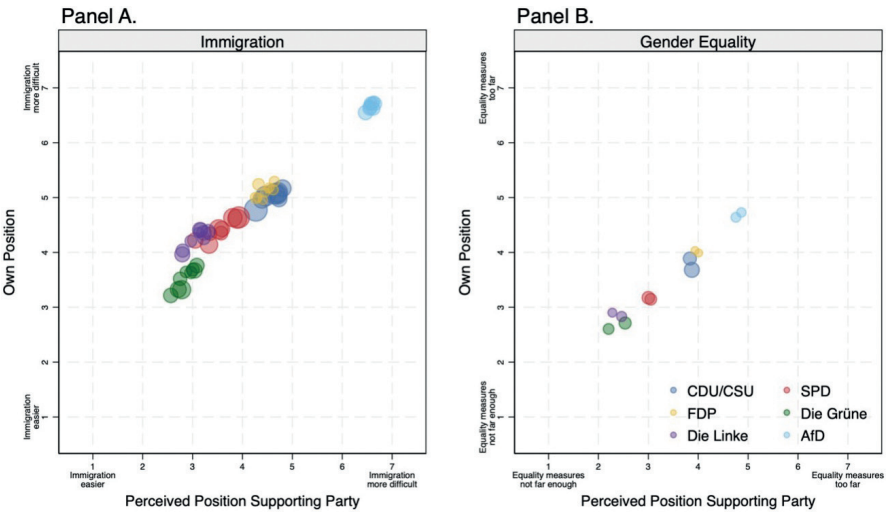 Panel A.
Immigration
Own Position
Immigration
more difficult
7
6
5
4
3
2
1
Immigration
easier
1
2
3
4
5
6
7
Immigration
easier
Immigration
more difficult
Perceived Position Supporting Party
Panel B.
Gender Equality
Own Position
Equality measures
too far
7
6
5
4
3
2
1
Equality measures
not far enough
CDU/CSU
SPD
FDP
Die Grüne
Die Linke
AfD
1
2
3
4
5
6
7
Equality measures
not far enough
Equality measures
too far
Perceived Position Supporting Party